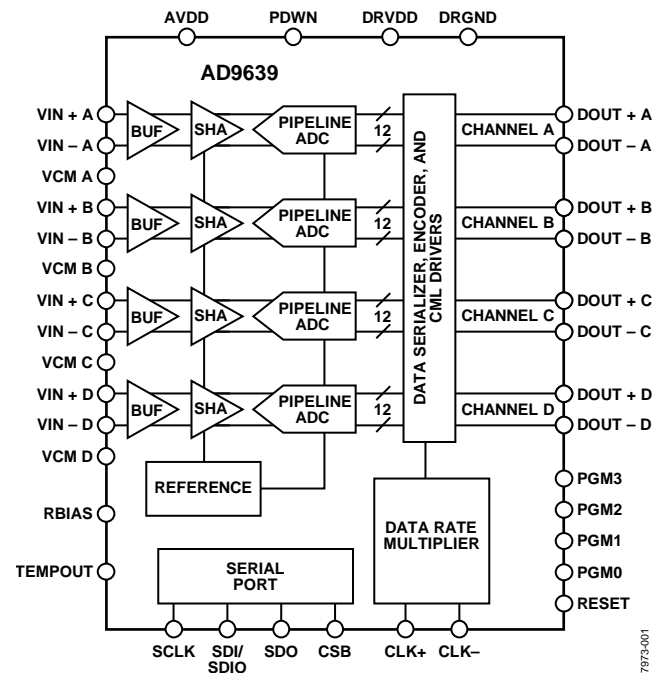 AVDD PDWN DRVDD DRGND
AD9639
VIN + A
VIN – A
VCM A
VIN + B
VIN – B
VCM B
VIN + C
VIN – C
VCM C
VIN + D
VIN – D
VCM D
RBIAS
TEMPOUT
BUF SHA PIPELINE ADC 12 CHANNEL A
BUF SHA PIPELINE ADC 12 CHANNEL B
BUF SHA PIPELINE ADC 12 CHANNEL C
BUF SHA PIPELINE ADC 12 CHANNEL D
DATA SERIALIZER, ENCODER, AND
CML DRIVERS
REFERENCE
DATA RATE
MULTIPLIER
SERIAL
PORT
DOUT + A
DOUT – A
DOUT + B
DOUT – B
DOUT + C
DOUT – C
DOUT + D
DOUT – D
PGM3
PGM2
PGM1
PGM0
RESET
SCLK SDI/ SDO CSB CLK+ CLK–
SDIO
7973-001